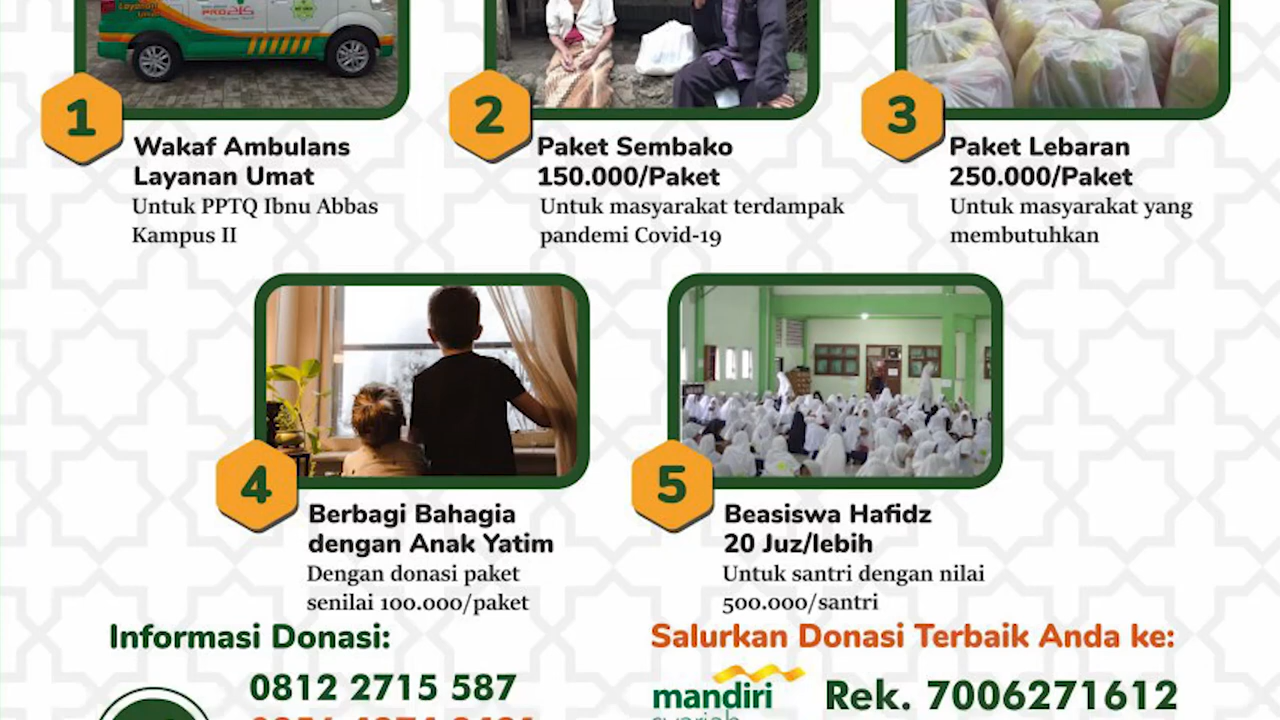 Layanan
Umat
1
Wakaf Ambulans
Layanan Umat
Untuk PPTQ Ibnu Abbas
Kampus II
2
Paket Sembako
150.000/Paket
Untuk masyarakat terdampak
pandemi Covid-19
3
Paket Lebaran
250.000/Paket
Untuk masyarakat yang
membutuhkan
4
Berbagi Bahagia
dengan Anak Yatim
Dengan donasi paket
senilai 100.000/paket
5
Beasiswa Hafidz
20 Juz/lebih
Untuk santri dengan nilai
500.000/santri
Informasi Donasi:
0812 2715 587
Salurkan Donasi Terbaik Anda ke:
mandiri
syariah
Rek. 7006271612